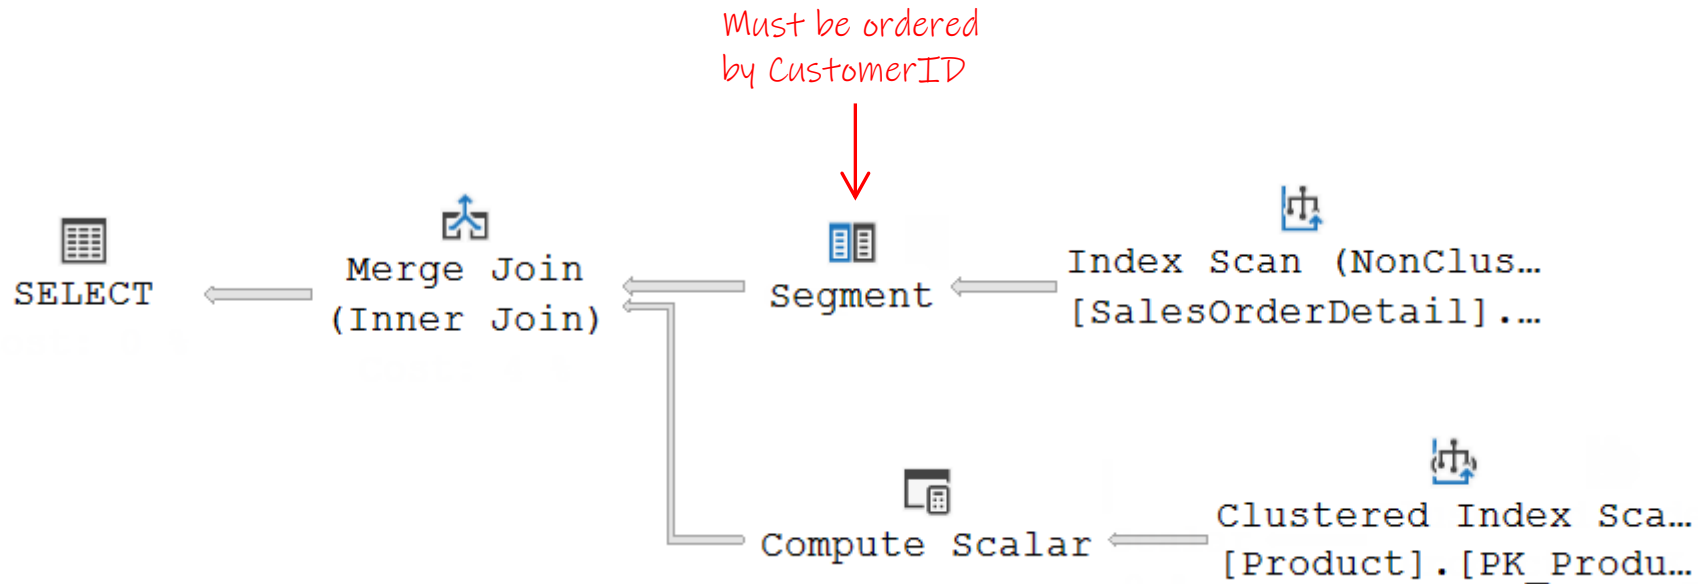 Must be ordered
by CustomerID
SELECT
Merge Join
(Inner Join)
Segment
Index Scan (NonClus…
[SalesOrderDetail].…
Compute Scalar
Clustered Index Sca…
[Product].[PK_Produ…